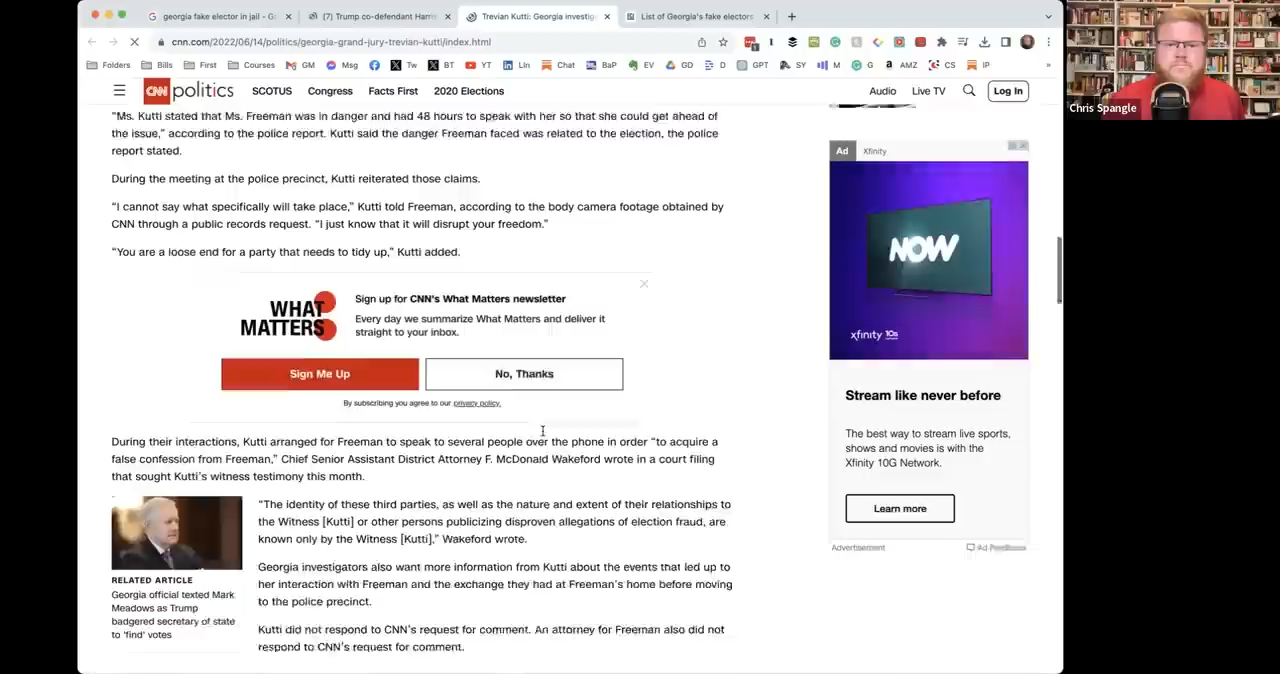 georgia fake elector in jail - G
(7) Trump co-defendant Harri
Trevian Kutti: Georgia investig
List of Georgia's fake electors
cnn.com/2022/06/14/politics/georgia-grand-jury-trevian-kutti/index.html
Folders Bills First Courses GM Msg Tw BT YT LIn Chat BaP EV GD D GPT SY M G AMZ CS IP »
CNN politics SCOTUS Congress Facts First 2020 Elections Audio Live TV Log In
Chris Spangle
"Ms. Kutti stated that Ms. Freeman was in danger and had 48 hours to speak with her so that she could get ahead of
the issue," according to the police report. Kutti said the danger Freeman faced was related to the election, the police
report stated.
During the meeting at the police precinct, Kutti reiterated those claims.
"I cannot say what specifically will take place," Kutti told Freeman, according to the body camera footage obtained by
CNN through a public records request. "I just know that it will disrupt your freedom."
"You are a loose end for a party that needs to tidy up," Kutti added.
WHAT
MATTERS
Sign up for CNN's What Matters newsletter
Every day we summarize What Matters and deliver it
straight to your inbox.
Sign Me Up
No, Thanks
By subscribing you agree to our privacy policy.
During their interactions, Kutti arranged for Freeman to speak to several people over the phone in order "to acquire a
false confession from Freeman," Chief Senior Assistant District Attorney F. McDonald Wakeford wrote in a court filing
that sought Kutti's witness testimony this month.
RELATED ARTICLE
Georgia official texted Mark
Meadows as Trump
badgered secretary of state
to 'find' votes
"The identity of these third parties, as well as the nature and extent of their relationships to
the Witness [Kutti] or other persons publicizing disproven allegations of election fraud, are
known only by the Witness [Kutti]," Wakeford wrote.
Georgia investigators also want more information from Kutti about the events that led up to
her interaction with Freeman and the exchange they had at Freeman's home before moving
to the police precinct.
Kutti did not respond to CNN's request for comment. An attorney for Freeman also did not
respond to CNN's request for comment.
Ad Xfinity
NOW
xfinity 10G
Stream like never before
The best way to stream live sports,
shows and movies is with the
Xfinity 10G Network.
Learn more
Advertisement
Ad Feedback